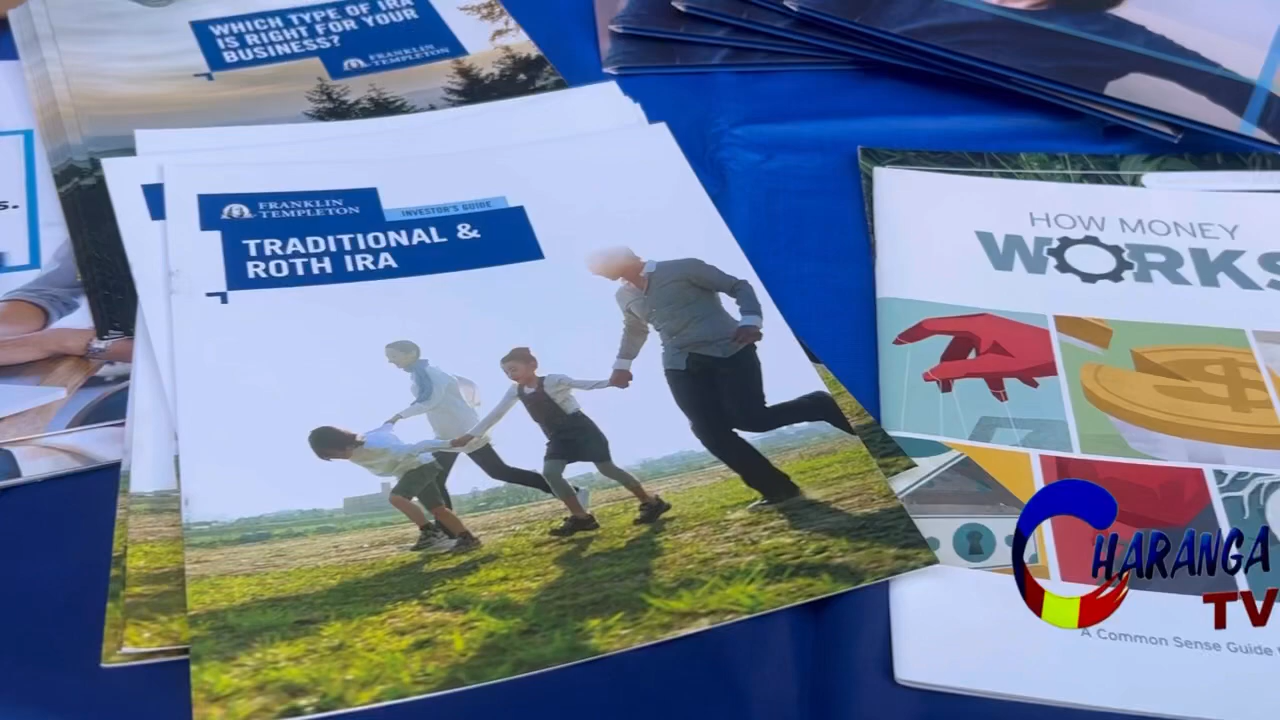 WHICH TYPE OF IRA
IS RIGHT FOR YOUR
BUSINESS?
FRANKLIN
TEMPLETON
s.
FRANKLIN
TEMPLETON
INVESTOR'S GUIDE
TRADITIONAL &
ROTH IRA
HOW MONEY
WORKS
A Common Sense Guide
CHARANGA
TV